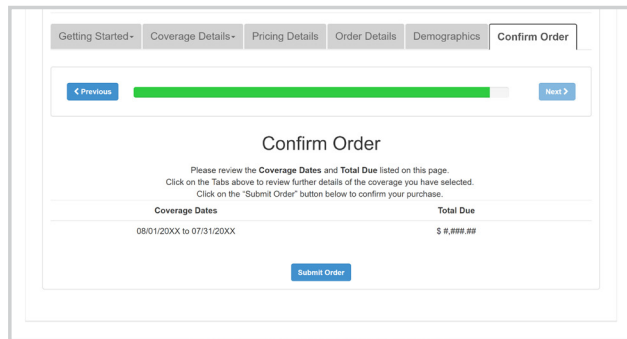 Getting Started Coverage Details Pricing Details Order Details Demographics Confirm Order
Previous Next
Confirm Order
Please review the Coverage Dates and Total Due listed on this page.
Click on the Tabs above to review further details of the coverage you have selected.
Click on the "Submit Order" button below to confirm your purchase.
Coverage Dates Total Due
08/01/20XX to 07/31/20XX $ #,###.##
Submit Order